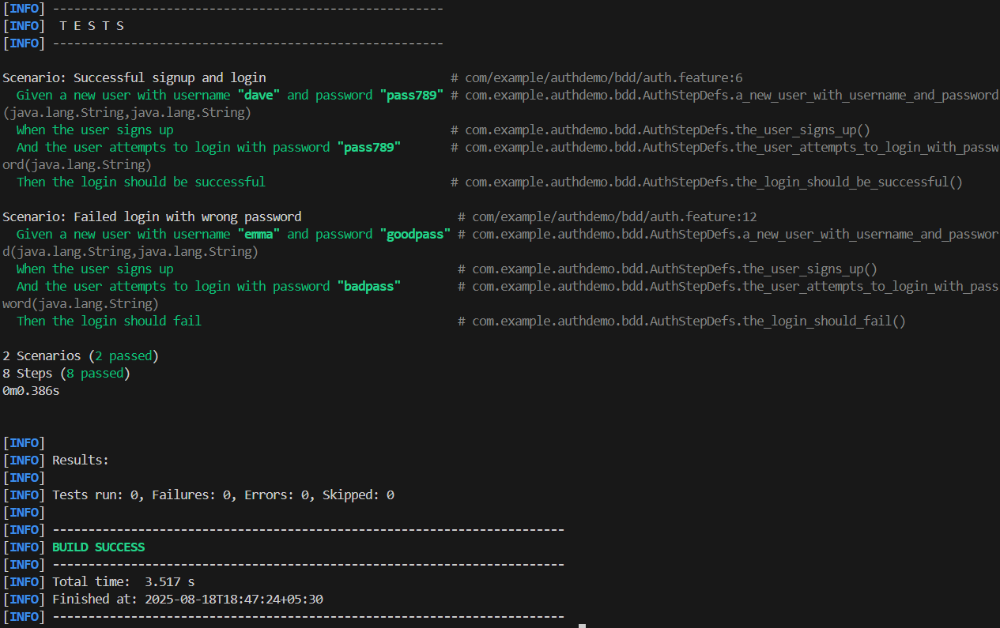 [INFO] -------------------------------------------------------
[INFO]  T E S T S
[INFO] -------------------------------------------------------
Scenario: Successful signup and login                          # com/example/authdemo/bdd/auth.feature:6
  Given a new user with username "dave" and password "pass789" # com.example.authdemo.bdd.AuthStepDefs.a_new_user_with_username_and_password
(java.lang.String,java.lang.String)
  When the user signs up                                       # com.example.authdemo.bdd.AuthStepDefs.the_user_signs_up()
  And the user attempts to login with password "pass789"       # com.example.authdemo.bdd.AuthStepDefs.the_user_attempts_to_login_with_passw
ord(java.lang.String)
  Then the login should be successful                          # com.example.authdemo.bdd.AuthStepDefs.the_login_should_be_successful()
Scenario: Failed login with wrong password                      # com/example/authdemo/bdd/auth.feature:12
  Given a new user with username "emma" and password "goodpass" # com.example.authdemo.bdd.AuthStepDefs.a_new_user_with_username_and_passwor
d(java.lang.String,java.lang.String)
  When the user signs up                                        # com.example.authdemo.bdd.AuthStepDefs.the_user_signs_up()
  And the user attempts to login with password "badpass"        # com.example.authdemo.bdd.AuthStepDefs.the_user_attempts_to_login_with_pass
word(java.lang.String)
  Then the login should fail                                    # com.example.authdemo.bdd.AuthStepDefs.the_login_should_fail()
2 Scenarios (2 passed)
8 Steps (8 passed)
0m0.386s
[INFO]
[INFO] Results:
[INFO]
[INFO] Tests run: 0, Failures: 0, Errors: 0, Skipped: 0
[INFO]
[INFO] ------------------------------------------------------------------------
[INFO] BUILD SUCCESS
[INFO] ------------------------------------------------------------------------
[INFO] Total time:  3.517 s
[INFO] Finished at: 2025-08-18T18:47:24+05:30
[INFO] ------------------------------------------------------------------------